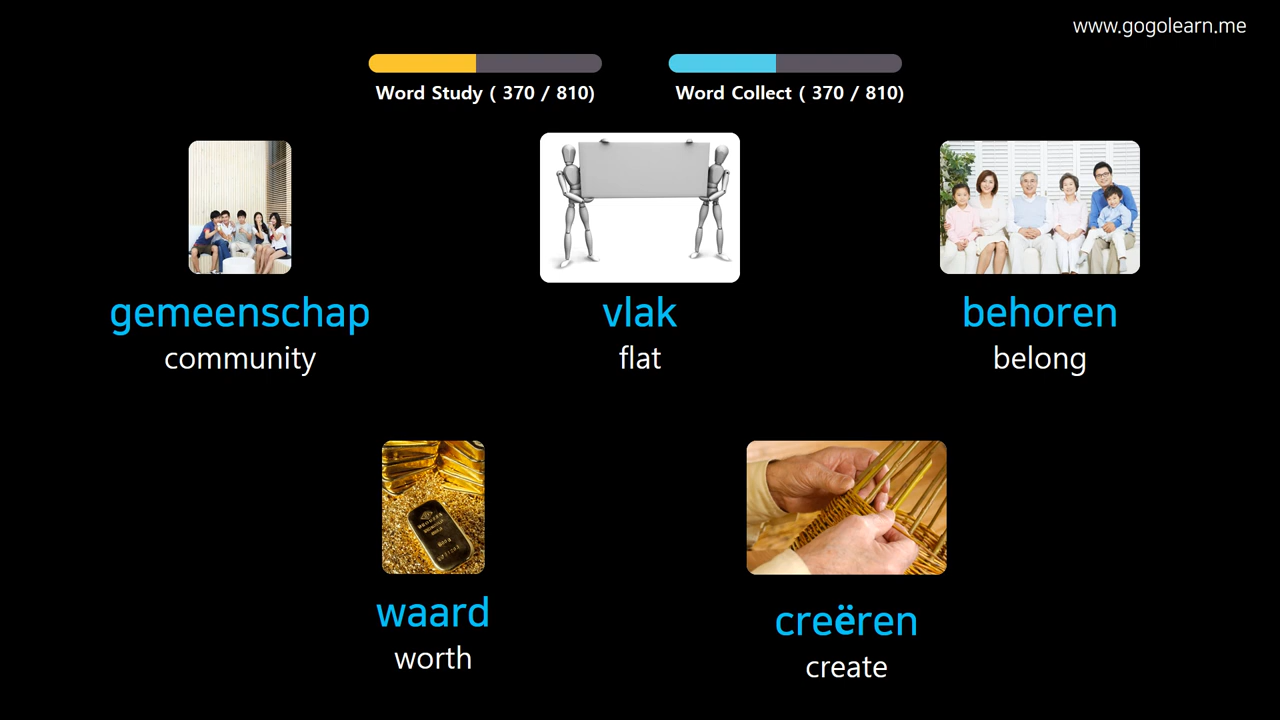 www.gogolearn.me
Word Study ( 370 / 810)
Word Collect ( 370 / 810)
gemeenschap
community
vlak
flat
behoren
belong
waard
worth
creëren
create